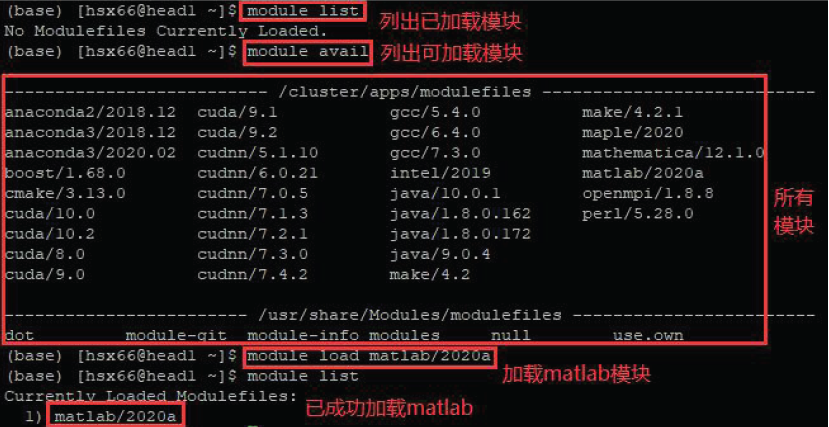 (base) [hsx66@head1 ~]$ module list 列出已加载模块
No Modulefiles Currently Loaded.
(base) [hsx66@head1 ~]$ module avail 列出可加载模块
--------------------------- /cluster/apps/modulefiles ---------------------------
anaconda2/2018.12 cuda/9.1 gcc/5.4.0 make/4.2.1
anaconda3/2018.12 cuda/9.2 gcc/6.4.0 maple/2020
anaconda3/2020.02 cudnn/5.1.10 gcc/7.3.0 mathematica/12.1.0
boost/1.68.0 cudnn/6.0.21 intel/2019 matlab/2020a
cmake/3.13.0 cudnn/7.0.5 java/10.0.1 openmpi/1.8.8
cuda/10.0 cudnn/7.1.3 java/1.8.0.162 perl/5.28.0
cuda/10.2 cudnn/7.2.1 java/1.8.0.172
cuda/8.0 cudnn/7.3.0 java/9.0.4
cuda/9.0 cudnn/7.4.2 make/4.2
所有
模块
------------------------ /usr/share/Modules/modulefiles ------------------------
dot module-git module-info modules null use.own
(base) [hsx66@head1 ~]$ module load matlab/2020a
加载matlab模块
(base) [hsx66@head1 ~]$ module list
Currently Loaded Modulefiles:
已成功加载matlab
1) matlab/2020a